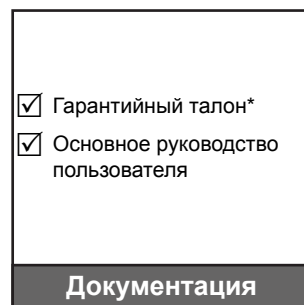 Гарантийный талон*
Основное руководство
пользователя
Документация